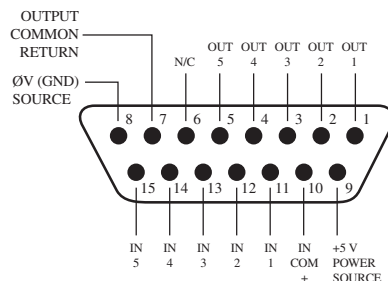 OUTPUT
COMMON
RETURN
ØV (GND)
SOURCE
N/C
OUT OUT OUT OUT OUT
5 4 3 2 1
8 7 6 5 4 3 2 1
15 14 13 12 11 10 9
IN IN IN IN IN IN +5 V
5 4 3 2 1 COM POWER
+ SOURCE